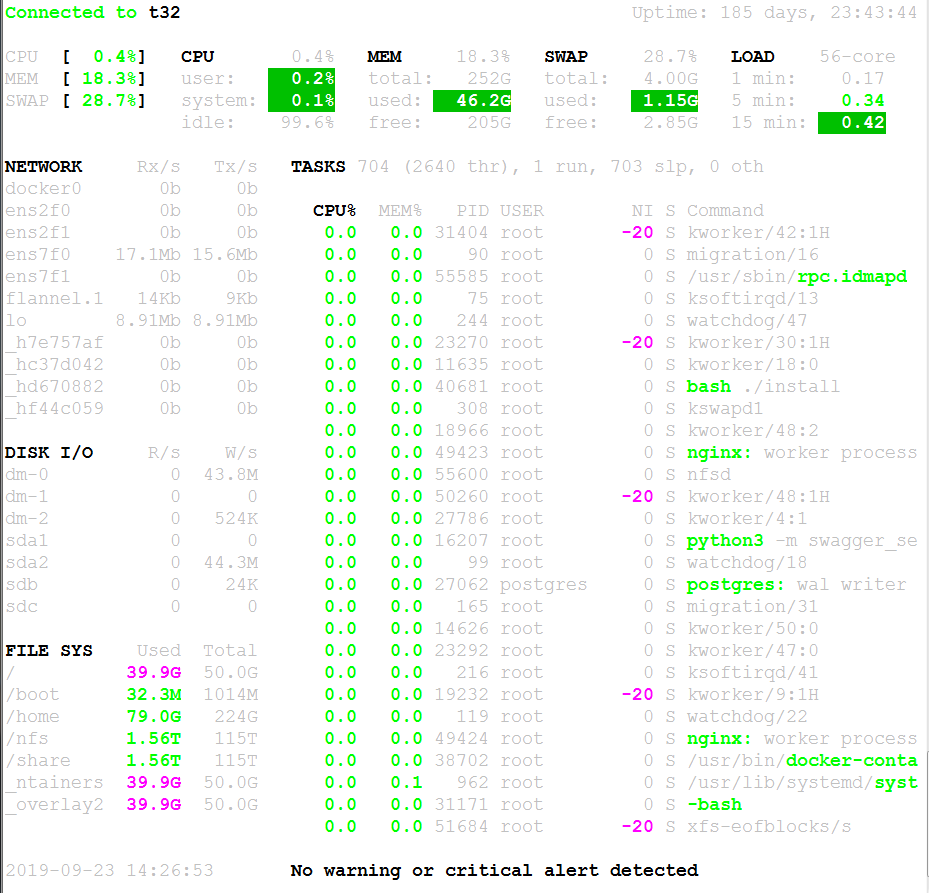 Connected to t32 Uptime: 185 days, 23:43:44
CPU [ 0.4%] CPU 0.4% MEM 18.3% SWAP 28.7% LOAD 56-core
MEM [ 18.3%] user: 0.2% total: 252G total: 4.00G 1 min: 0.17
SWAP [ 28.7%] system: 0.1% used: 46.2G used: 1.15G 5 min: 0.34
idle: 99.6% free: 205G free: 2.85G 15 min: 0.42
NETWORK Rx/s Tx/s TASKS 704 (2640 thr), 1 run, 703 slp, 0 oth
docker0 0b 0b
ens2f0 0b 0b CPU% MEM% PID USER NI S Command
ens2f1 0b 0b 0.0 0.0 31404 root -20 S kworker/42:1H
ens7f0 17.1Mb 15.6Mb 0.0 0.0 90 root 0 S migration/16
ens7f1 0b 0b 0.0 0.0 55585 root 0 S /usr/sbin/rpc.idmapd
flannel.1 14Kb 9Kb 0.0 0.0 75 root 0 S ksoftirqd/13
lo 8.91Mb 8.91Mb 0.0 0.0 244 root 0 S watchdog/47
_h7e757af 0b 0b 0.0 0.0 23270 root -20 S kworker/30:1H
_hc37d042 0b 0b 0.0 0.0 11635 root 0 S kworker/18:0
_hd670882 0b 0b 0.0 0.0 40681 root 0 S bash ./install
_hf44c059 0b 0b 0.0 0.0 308 root 0 S kswapd1
0.0 0.0 18966 root 0 S kworker/48:2
DISK I/O R/s W/s 0.0 0.0 49423 root 0 S nginx: worker process
dm-0 0 43.8M 0.0 0.0 55600 root 0 S nfsd
dm-1 0 0 0.0 0.0 50260 root -20 S kworker/48:1H
dm-2 0 524K 0.0 0.0 27786 root 0 S kworker/4:1
sda1 0 0 0.0 0.0 16207 root 0 S python3 -m swagger_se
sda2 0 44.3M 0.0 0.0 99 root 0 S watchdog/18
sdb 0 24K 0.0 0.0 27062 postgres 0 S postgres: wal writer
sdc 0 0 0.0 0.0 165 root 0 S migration/31
0.0 0.0 14626 root 0 S kworker/50:0
FILE SYS Used Total 0.0 0.0 23292 root 0 S kworker/47:0
/ 39.9G 50.0G 0.0 0.0 216 root 0 S ksoftirqd/41
/boot 32.3M 1014M 0.0 0.0 19232 root -20 S kworker/9:1H
/home 79.0G 224G 0.0 0.0 119 root 0 S watchdog/22
/nfs 1.56T 115T 0.0 0.0 49424 root 0 S nginx: worker process
/share 1.56T 115T 0.0 0.0 38702 root 0 S /usr/bin/docker-conta
_ntainers 39.9G 50.0G 0.0 0.1 962 root 0 S /usr/lib/systemd/syst
_overlay2 39.9G 50.0G 0.0 0.0 31171 root 0 S -bash
0.0 0.0 51684 root -20 S xfs-eofblocks/s
2019-09-23 14:26:53 No warning or critical alert detected